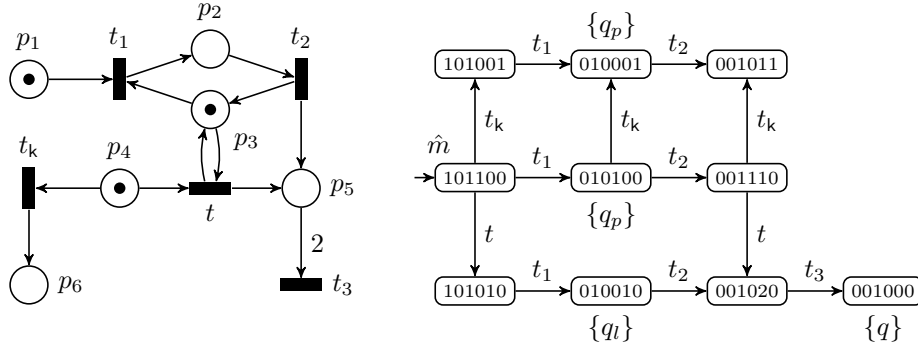 p1 t1 p2 t2
p3
tk p4 t p5
p6 2 t3
{qp}
101001 t1 010001 t2 001011
tk tk tk
m̂
101100 t1 010100 t2 001110
{qp}
t t
101010 t1 010010 t2 001020 t3 001000
{ql} {q}